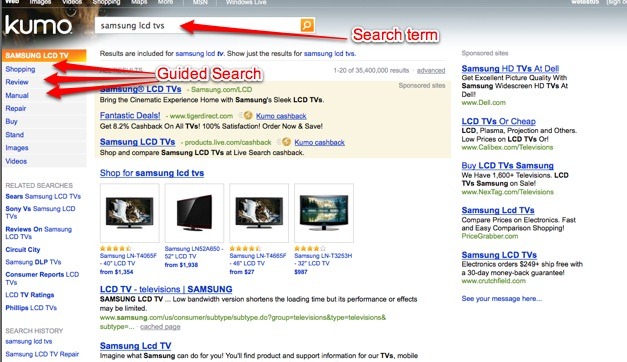 Web Images Videos Shopping News Maps More MSN Windows Live
kumo
samsung lcd tvs
Search term
Results are included for samsung lcd tv. Show just the results for samsung lcd tvs.
SAMSUNG LCD TV
Shopping
Review
Manual
Repair
Buy
Stand
Images
Videos
Guided Search
1-20 of 35,400,000 results · advanced
Sponsored sites
Samsung® LCD TVs - Samsung.com/LCD
Bring the Cinematic Experience Home with Samsung's Sleek LCD TVs.
Fantastic Deals! - www.tigerdirect.com Kumo cashback
Get 8.2% Cashback On All TVs! 100% Satisfaction! Order Now & Save!
Samsung LCD TVs - products.live.com/cashback Kumo cashback
Shop and compare Samsung LCD TVs at Live Search cashback.
Shop for samsung lcd tvs
Samsung LN-T4065F - 40" LCD TV
from $1,354
Samsung LN52A650 - 52" LCD TV
from $1,938
Samsung LN-T4665F - 46" LCD TV
from $27
Samsung LN-T3253H - 32" LCD TV
$987
LCD TV - televisions | SAMSUNG
SAMSUNG LCD TV ... Low bandwidth version shortens the loading time but its performance or effects
may be limited.
www.samsung.com/us/consumer/subtype/subtype.do?group=televisions&type=televisions&
subtype=... · cached page
Samsung Lcd Tv
Imagine what Samsung can do for you! You'll find product and support information for our TVs, mobile
RELATED SEARCHES
Sears Samsung LCD TVs
Sony Vs Samsung LCD TVs
Reviews On Samsung LCD TVs
Circuit City
Samsung DLP TVs
Consumer Reports LCD TVs
LCD TV Ratings
Phillips LCD TVs
SEARCH HISTORY
samsung lcd tvs
Samsung LCD TV Repair
Sponsored sites
Samsung HD TVs At Dell
Get Excellent Picture Quality With
Samsung Widescreen HD TVs At Dell.
www.Dell.com
LCD TVs Or Cheap
LCD, Plasma, Projection and Others.
Low Prices on LCD TVs Or!
www.Calibex.com/Televisions
Buy LCD TVs Samsung
We Have 1,600+ Televisions. LCD
TVs Samsung on Sale!
www.NexTag.com/Televisions
Samsung Lcd TVs
Compare Prices on Electronics. Fast
and Easy Comparison Shopping!
PriceGrabber.com
Samsung LCD TVs
Electronics orders $249+ ship free with
a 30-day money-back guarantee!
www.crutchfield.com
See your message here...